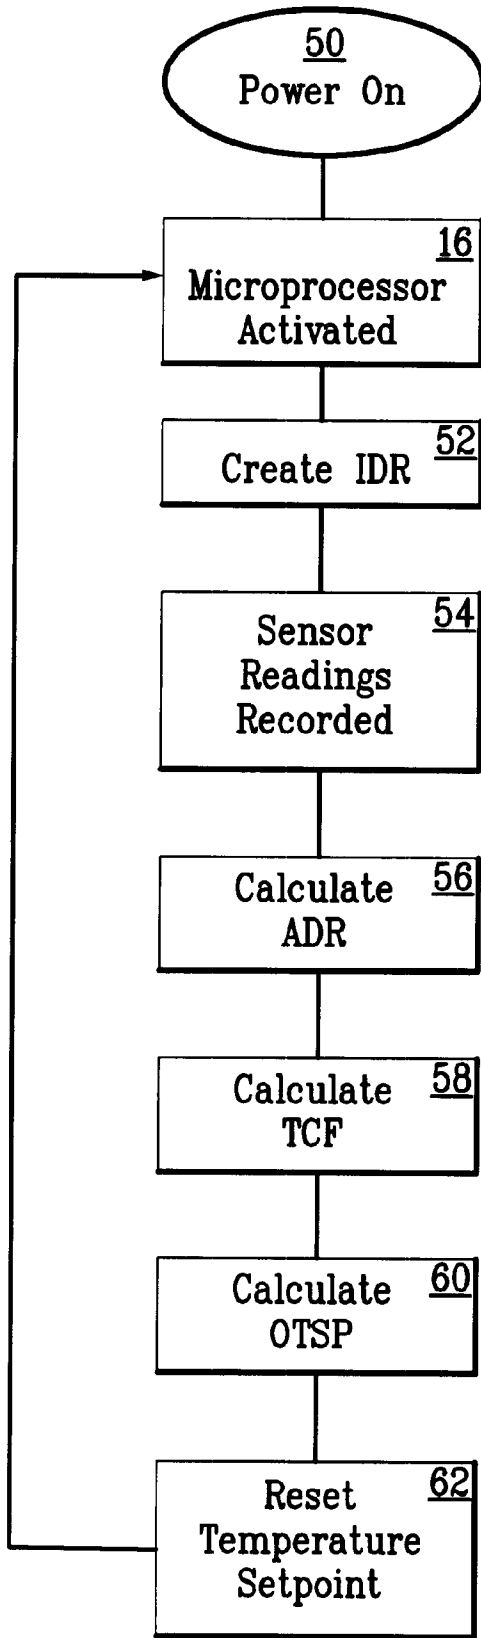 50
Power On
16
Microprocessor
Activated
52
Create IDR
54
Sensor
Readings
Recorded
56
Calculate
ADR
58
Calculate
TCF
60
Calculate
OTSP
62
Reset
Temperature
Setpoint